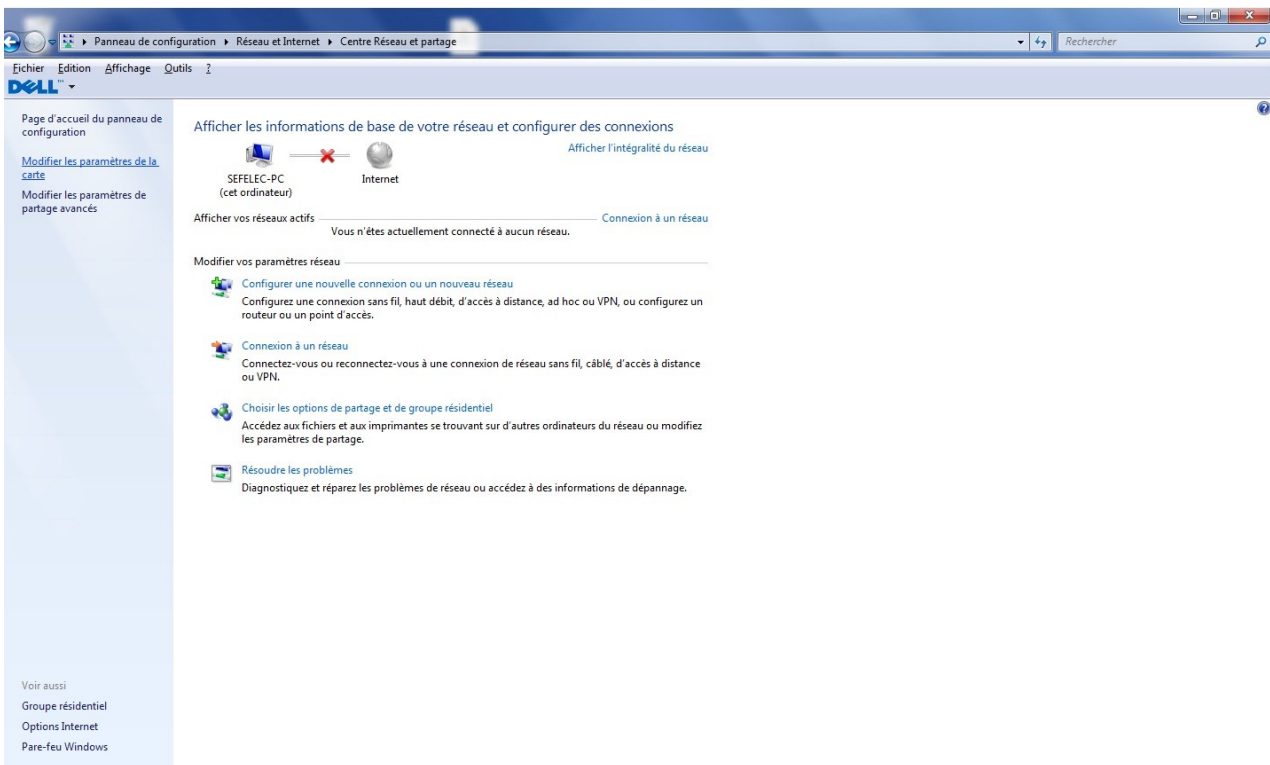 Panneau de configuration Réseau et Internet Centre Réseau et partage
Rechercher
Fichier Edition Affichage Outils ?
DELL™
Page d'accueil du panneau de
configuration
Modifier les paramètres de la
carte
Modifier les paramètres de
partage avancés
Afficher les informations de base de votre réseau et configurer des connexions
Afficher l'intégralité du réseau
SEFELEC-PC
(cet ordinateur)
Internet
Afficher vos réseaux actifs
Connexion à un réseau
Vous n'êtes actuellement connecté à aucun réseau.
Modifier vos paramètres réseau
Configurer une nouvelle connexion ou un nouveau réseau
Configurez une connexion sans fil, haut débit, d'accès à distance, ad hoc ou VPN, ou configurez un
routeur ou un point d'accès.
Connexion à un réseau
Connectez-vous ou reconnectez-vous à une connexion de réseau sans fil, câblé, d'accès à distance
ou VPN.
Choisir les options de partage et de groupe résidentiel
Accédez aux fichiers et aux imprimantes se trouvant sur d'autres ordinateurs du réseau ou modifiez
les paramètres de partage.
Résoudre les problèmes
Diagnostiquez et réparez les problèmes de réseau ou accédez à des informations de dépannage.
Voir aussi
Groupe résidentiel
Options Internet
Pare-feu Windows